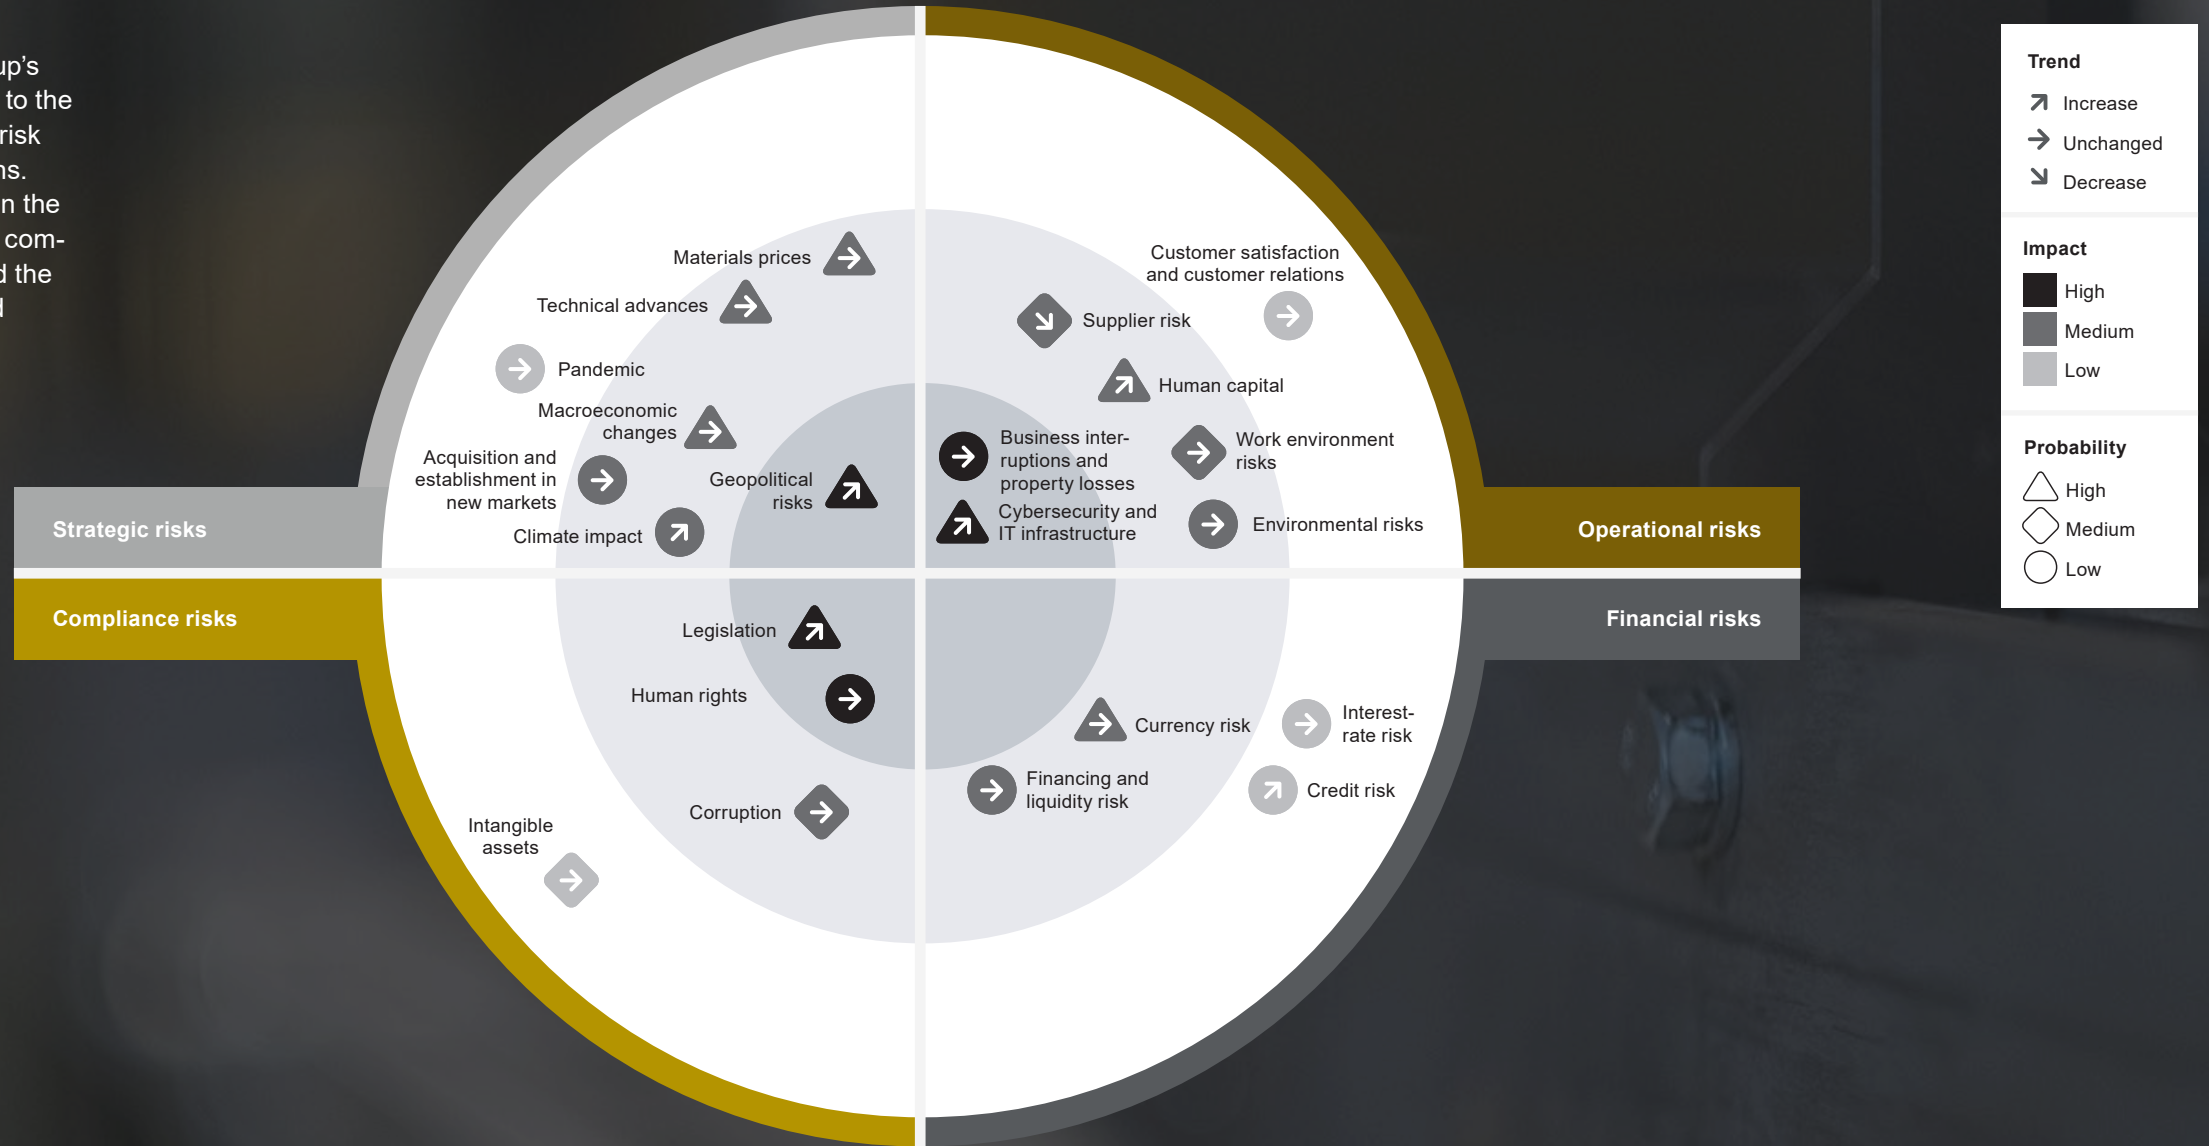 up's
to the
risk
ns.
n the
com-
d the
d
Materials prices
Technical advances
Pandemic
Macroeconomic
changes
Acquisition and
establishment in
new markets
Geopolitical
risks
Climate impact
Strategic risks
Customer satisfaction
and customer relations
Supplier risk
Human capital
Business inter-
ruptions and
property losses
Work environment
risks
Cybersecurity and
IT infrastructure
Environmental risks
Operational risks
Compliance risks
Legislation
Human rights
Corruption
Intangible
assets
Financial risks
Currency risk
Interest-
rate risk
Financing and
liquidity risk
Credit risk
Trend
Increase
Unchanged
Decrease
Impact
High
Medium
Low
Probability
High
Medium
Low